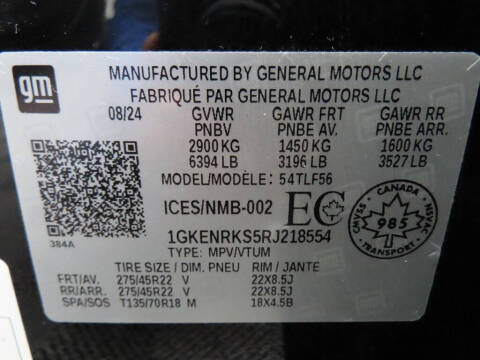 gm
MANUFACTURED BY GENERAL MOTORS LLC
FABRIQUÉ PAR GENERAL MOTORS LLC
08/24 GVWR GAWR FRT GAWR RR
PNBV PNBE AV. PNBE ARR.
2900 KG 1450 KG 1600 KG
6394 LB 3196 LB 3527 LB
MODEL/MODÈLE: 54TLF56
ICES/NMB-002 EC
CANADA
985
TRANSPORT
NSVAC
CVSS
384A
1GKENRKS5RJ218554
TYPE: MPV/VTUM
TIRE SIZE / DIM. PNEU RIM / JANTE
FRT/AV. 275/45R22 V 22X8.5J
RR/ARR. 275/45R22 V 22X8.5J
SPA/SOS T135/70R18 M 18X4.5B